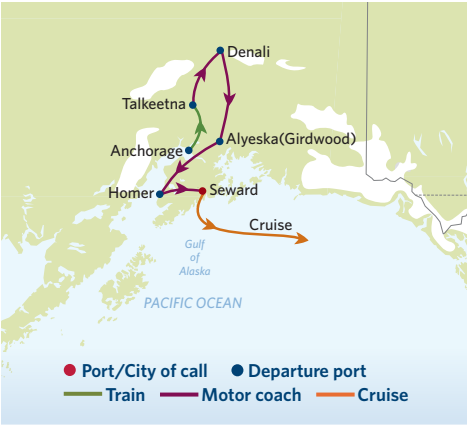 Denali
Talkeetna
Alyeska(Girdwood)
Anchorage
Homer
Seward
Cruise
Gulf
of
Alaska
PACIFIC OCEAN
Port/City of call
Departure port
Train
Motor coach
Cruise